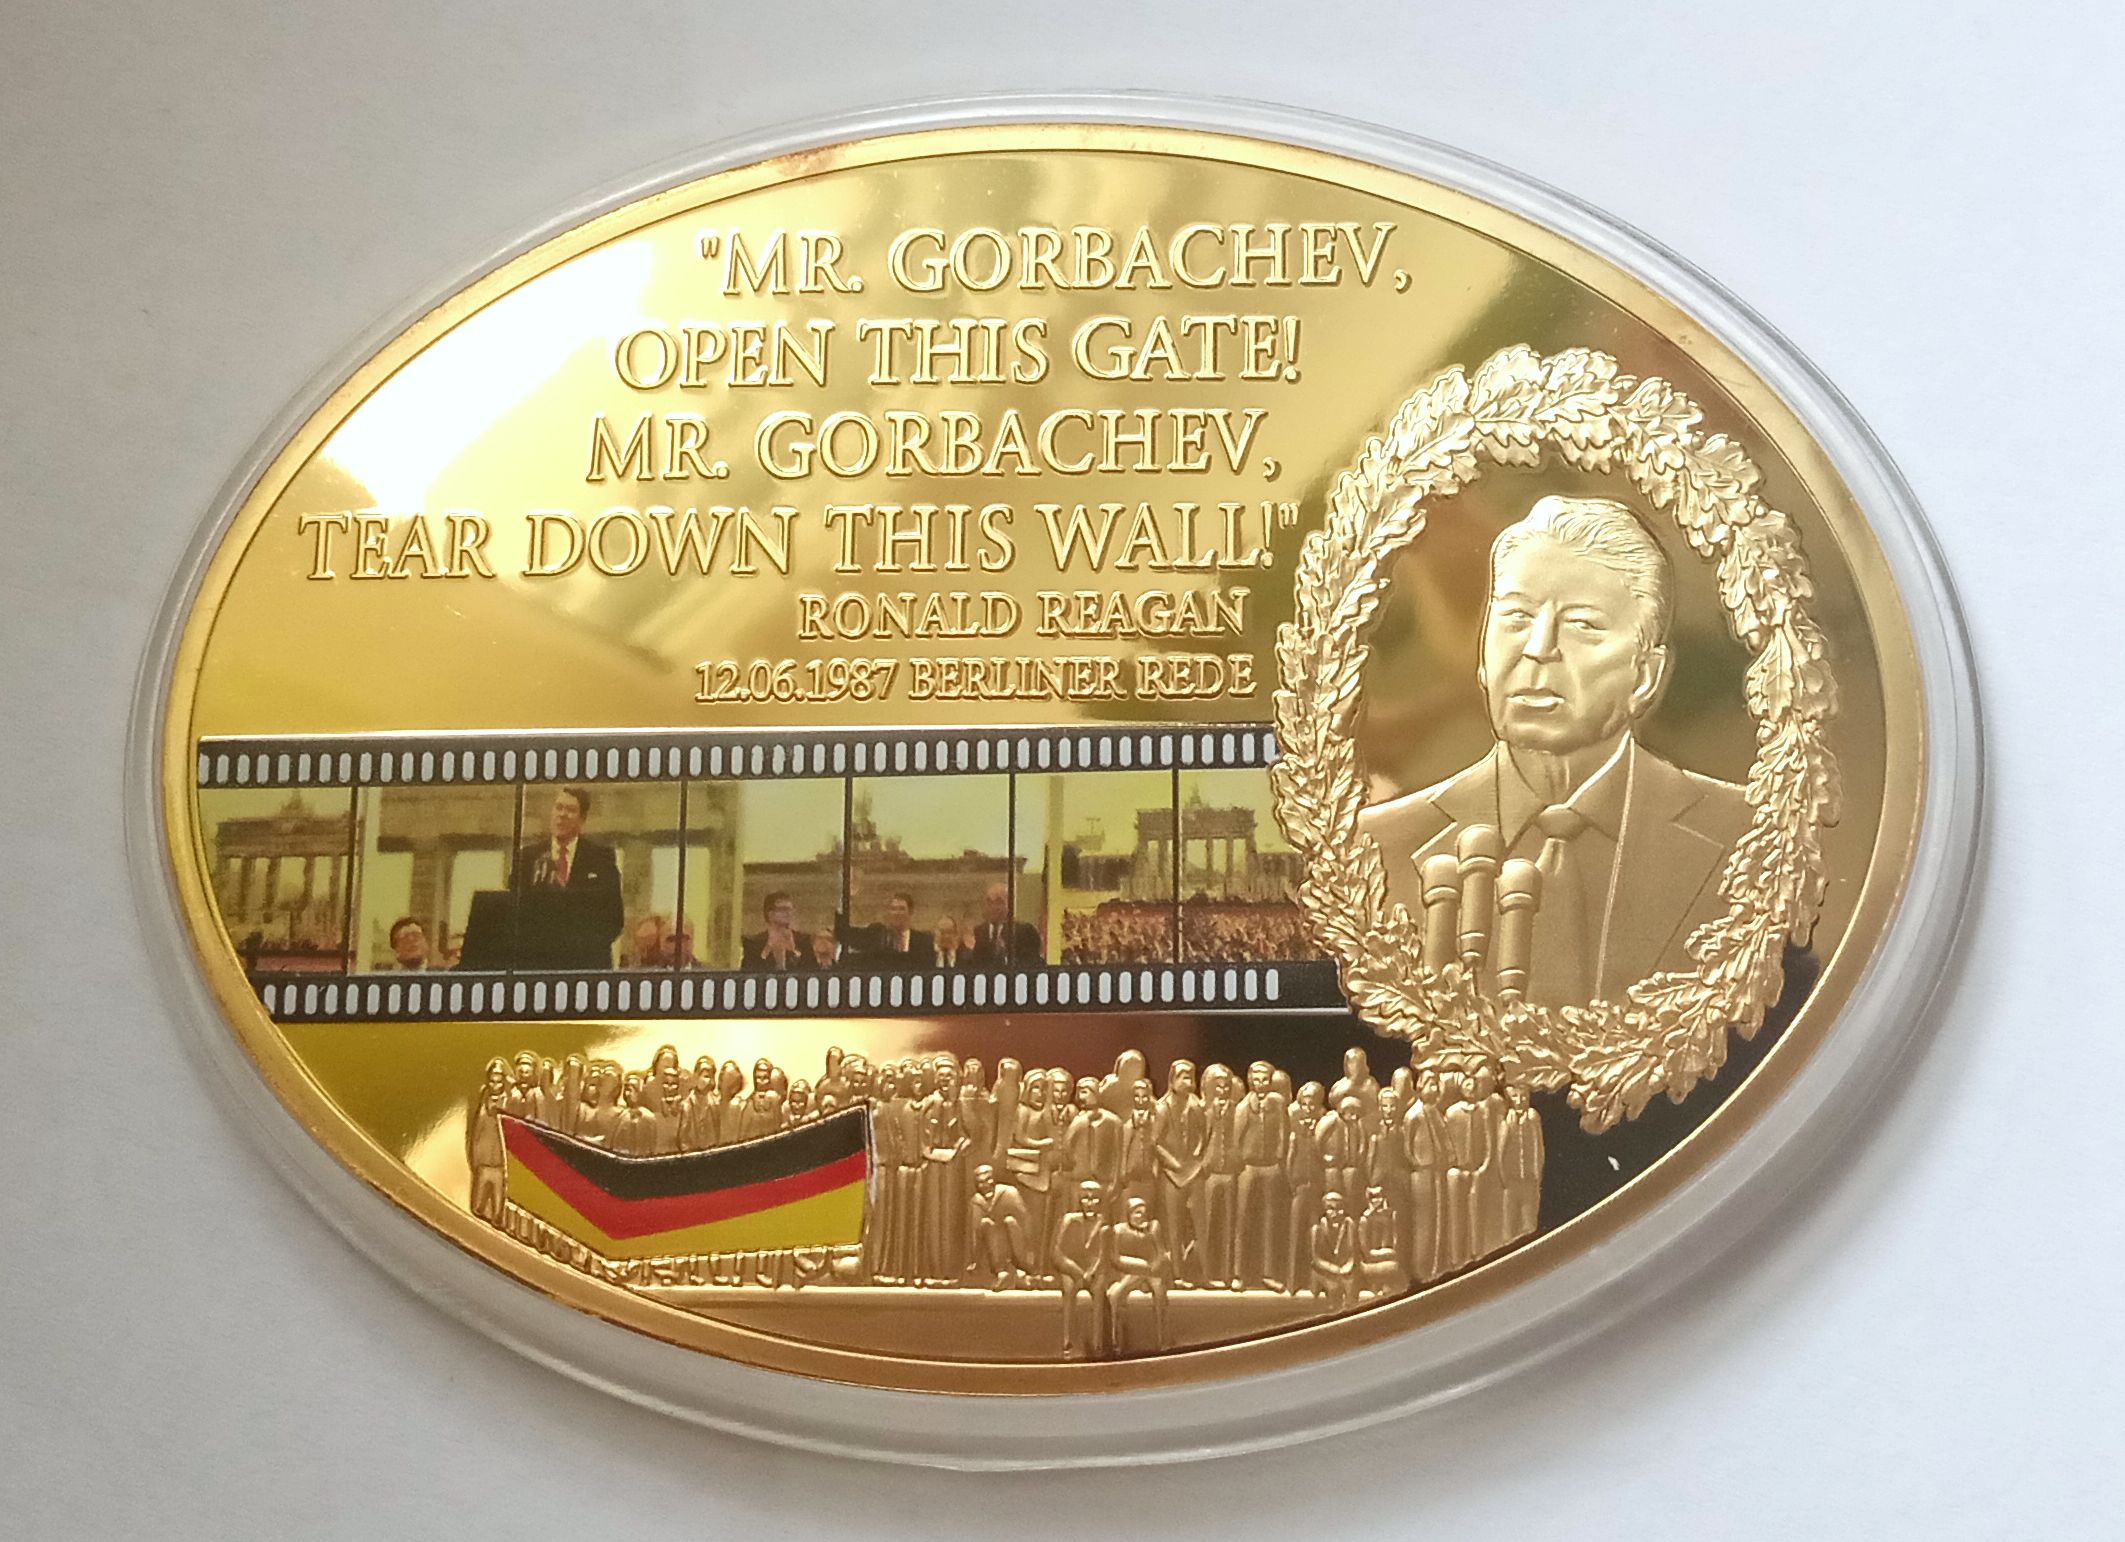 "MR. GORBACHEV,
OPEN THIS GATE!
MR. GORBACHEV,
TEAR DOWN THIS WALL!"
RONALD REAGAN
12.06.1987 BERLINER REDE